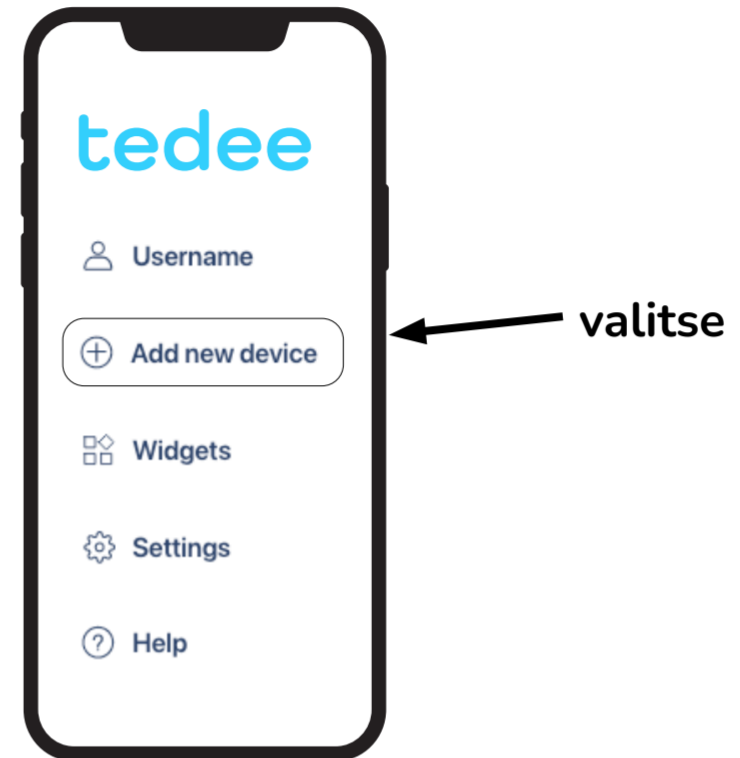 tedee
Username
Add new device
valitse
Widgets
Settings
Help